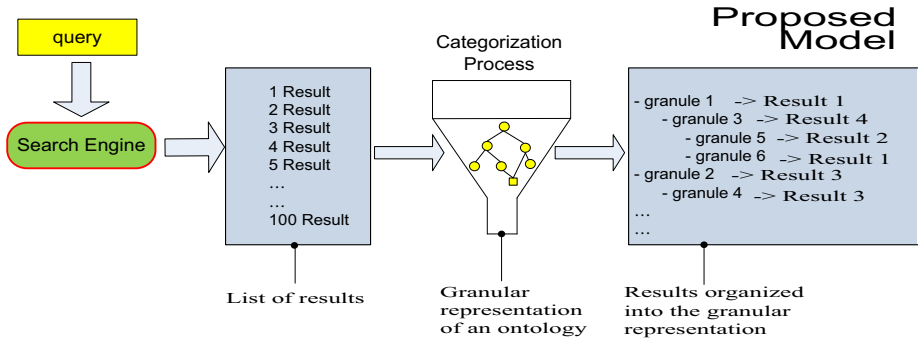 Proposed
Model
query
Search Engine
1 Result
2 Result
3 Result
4 Result
5 Result
...
...
100 Result
List of results
Categorization
Process
Granular
representation
of an ontology
- granule 1 -> Result 1
- granule 3 -> Result 4
- granule 5 -> Result 2
- granule 6 -> Result 1
- granule 2 -> Result 3
- granule 4 -> Result 3
...
...
Results organized
into the granular
representation